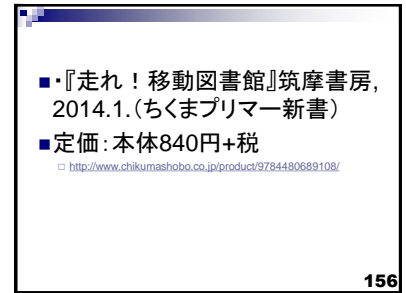 ■・『走れ！移動図書館』筑摩書房,
2014.1.(ちくまプリマー新書)
■定価：本体840円+税
□ http://www.chikumashobo.co.jp/product/9784480689108/
156